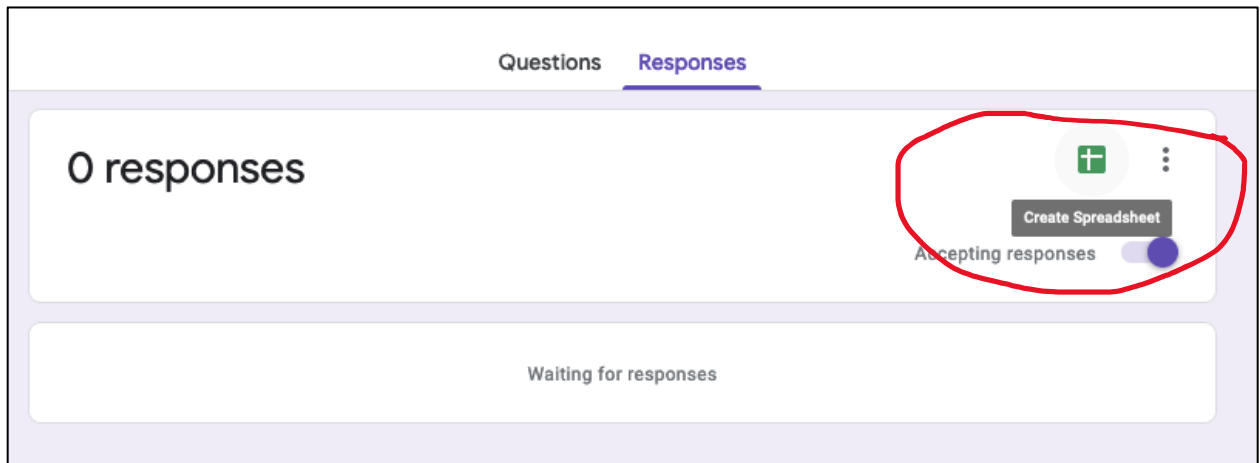 Questions Responses
0 responses
Create Spreadsheet
Accepting responses
Waiting for responses